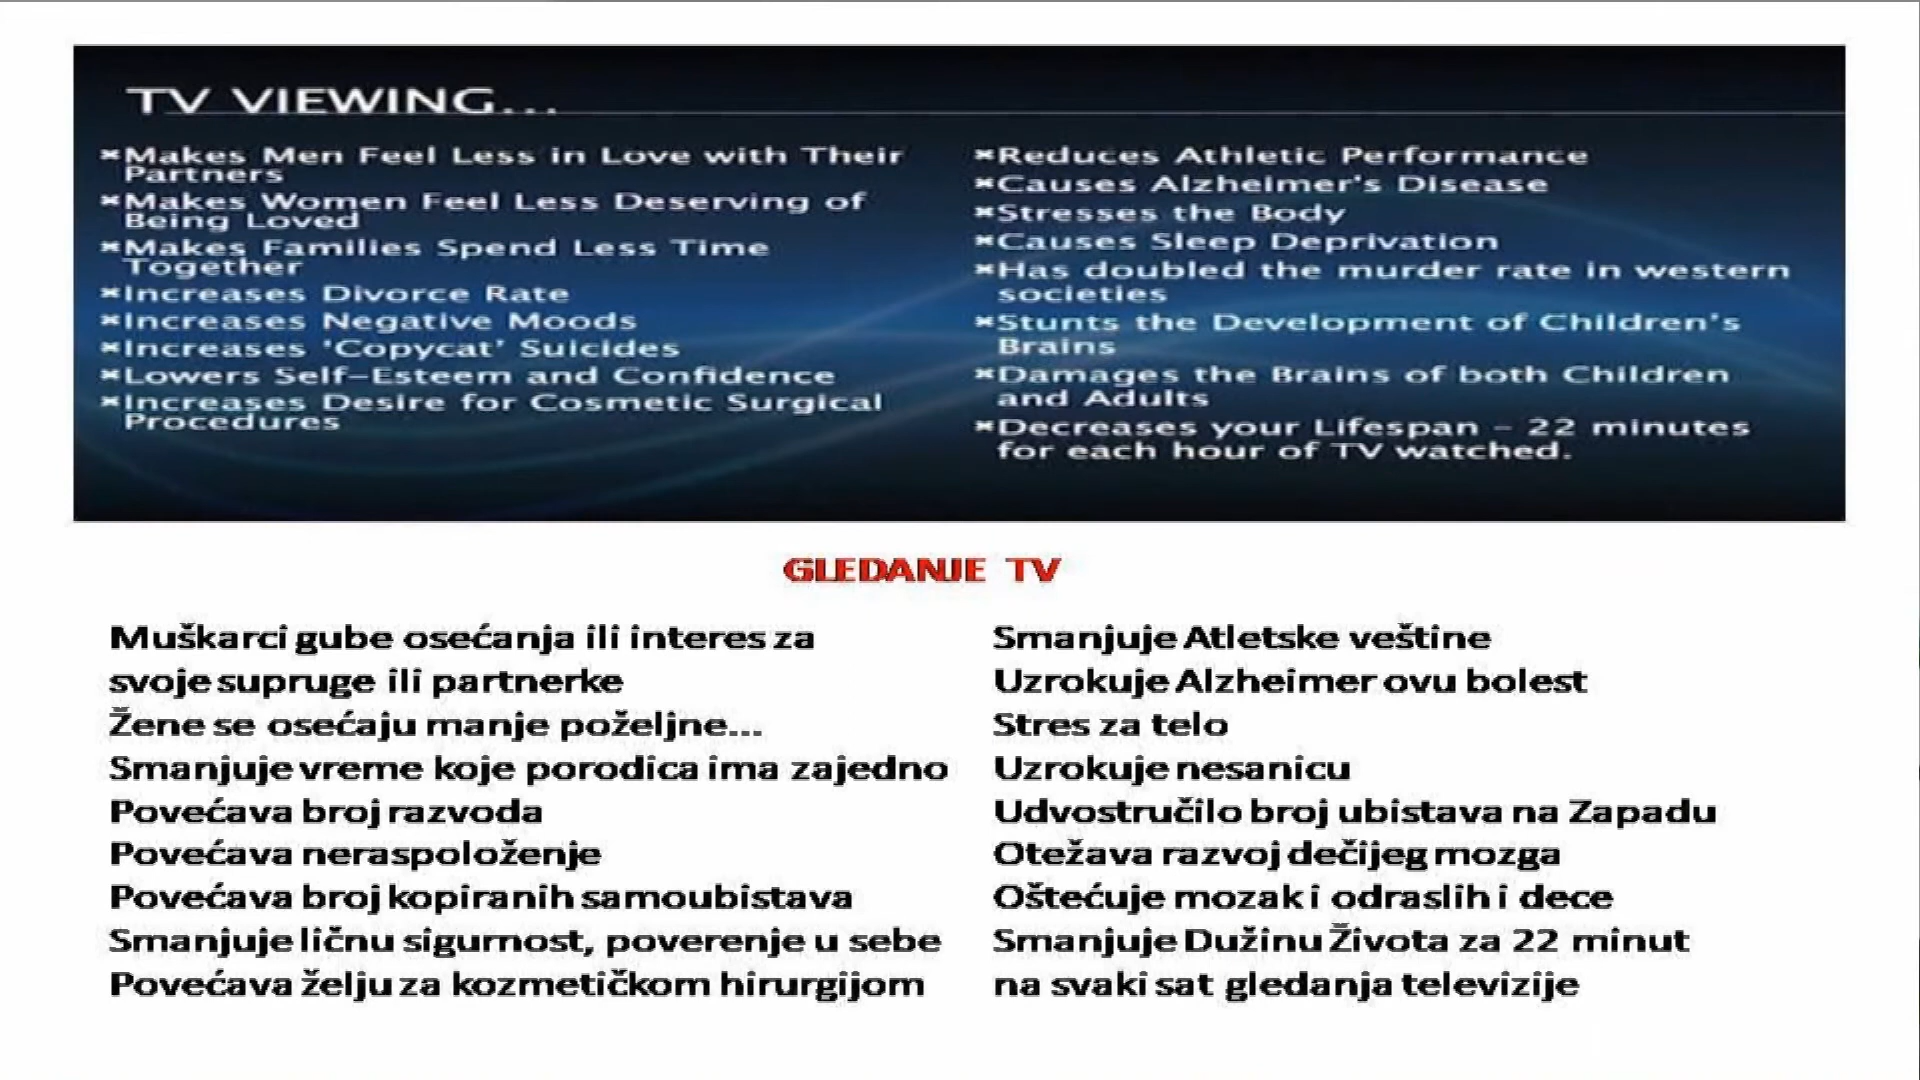 TV VIEWING...
×Makes Men Feel Less in Love with Their
Partners
×Makes Women Feel Less Deserving of
Being Loved
×Makes Families Spend Less Time
Together
×Increases Divorce Rate
×Increases Negative Moods
×Increases 'Copycat' Suicides
×Lowers Self-Esteem and Confidence
×Increases Desire for Cosmetic Surgical
Procedures
×Reduces Athletic Performance
×Causes Alzheimer's Disease
×Stresses the Body
×Causes Sleep Deprivation
×Has doubled the murder rate in western
societies
×Stunts the Development of Children's
Brains
×Damages the Brains of both Children
and Adults
×Decreases your Lifespan – 22 minutes
for each hour of TV watched.
GLEDANJE TV
Muškarci gube osećanja ili interes za
svoje supruge ili partnerke
Žene se osećaju manje poželjne...
Smanjuje vreme koje porodica ima zajedno
Povećava broj razvoda
Povećava neraspoloženje
Povećava broj kopiranih samoubistava
Smanjuje ličnu sigurnost, poverenje u sebe
Povećava želju za kozmetičkom hirurgijom
Smanjuje Atletske veštine
Uzrokuje Alzheimer ovu bolest
Stres za telo
Uzrokuje nesanicu
Udvostručilo broj ubistava na Zapadu
Otežava razvoj dečijeg mozga
Oštećuje mozak i odraslih i dece
Smanjuje Dužinu Života za 22 minut
na svaki sat gledanja televizije